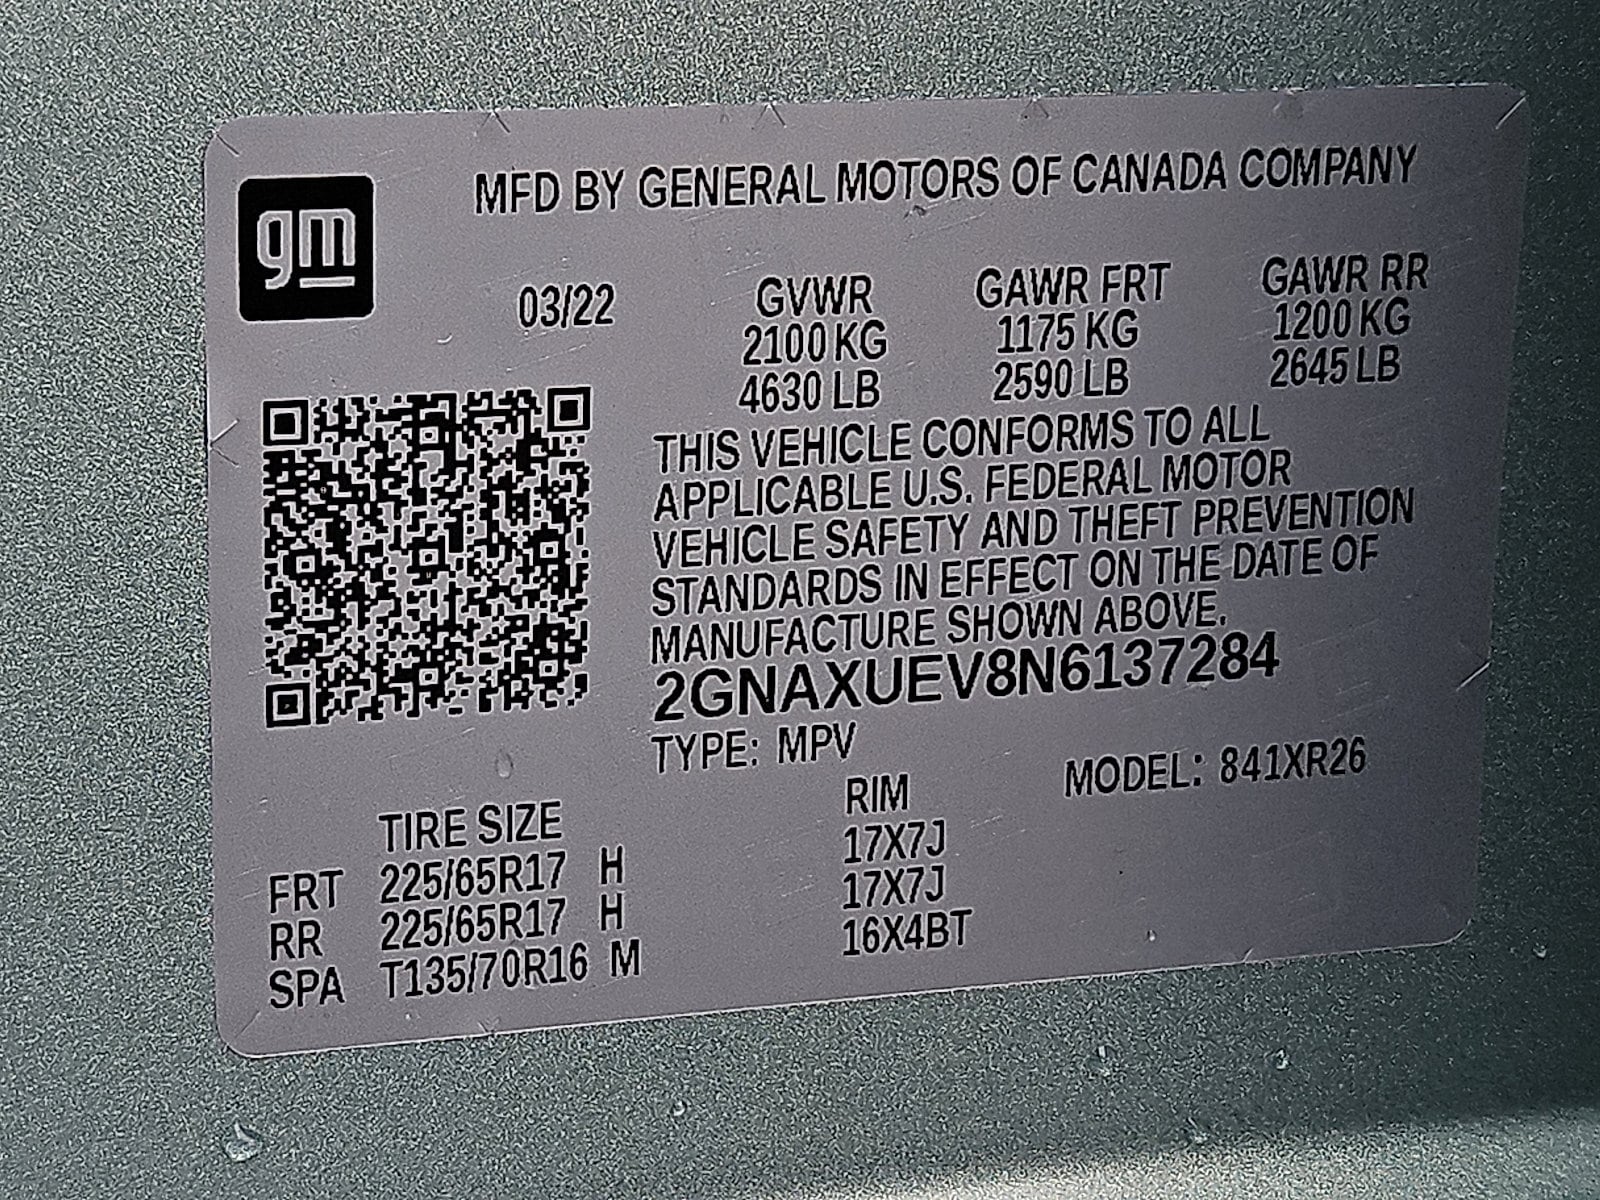 gm
MFD BY GENERAL MOTORS OF CANADA COMPANY
03/22
GVWR
2100 KG
4630 LB
GAWR FRT
1175 KG
2590 LB
GAWR RR
1200 KG
2645 LB
THIS VEHICLE CONFORMS TO ALL
APPLICABLE U.S. FEDERAL MOTOR
VEHICLE SAFETY AND THEFT PREVENTION
STANDARDS IN EFFECT ON THE DATE OF
MANUFACTURE SHOWN ABOVE.
2GNAXUEV8N6137284
TYPE: MPV
MODEL: 841XR26
TIRE SIZE RIM
FRT 225/65R17 H 17X7J
RR 225/65R17 H 17X7J
SPA T135/70R16 M 16X4BT